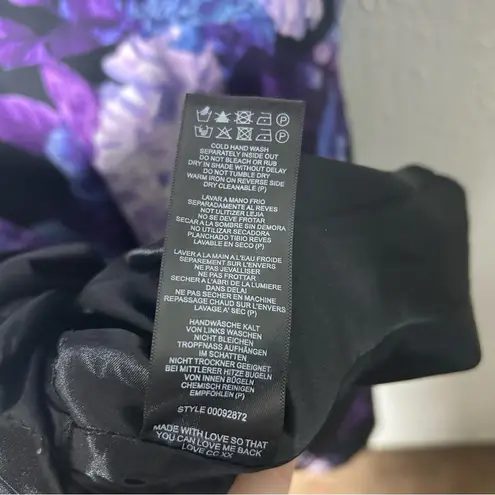 COLD HAND WASH
SEPARATELY INSIDE OUT
DO NOT BLEACH OR RUB
DRY IN SHADE WITHOUT DELAY
DO NOT TUMBLE DRY
WARM IRON ON REVERSE SIDE
DRY CLEANABLE (P)
LAVAR A MANO FRIO
SEPARADAMENTE AL REVES
NOT ULITIZER LEJIA
NO SE DEVE FROTAR
SECAR A LA SOMBRE SIN DEMORA
NO UTILIZAR SECADORA
PLANCHADO TIBIO REVES
LAVABLE EN SECO (P)
LAVER A LA MAIN A L'EAU FROIDE
SEPAREMENT SUR L'ENVERS
NE PAS JEVALLISER
NE PAS FROTTAR
SECHER A L'ABRI DE LA LUMIERE
DANS DELAI
NE PAS SECHER EN MACHINE
REPASSAGE CHAUD SUR L'ENVERS
LAVAGE A' SEC (P)
HANDWÄSCHE KALT
VON LINKS WASCHEN
NICHT BLEICHEN
TROPFNASS AUFHÄNGEN
IM SCHATTEN
NICHT TROCKNER GEEIGNET
BEI MITTLERER HITZE BUGELN
VON INNEN BÜGELN
CHEMISCH REINIGEN
EMPFOHLEN (P)
STYLE 00092872
MADE WITH LOVE SO THAT
YOU CAN LOVE ME BACK
LOVE CC XX